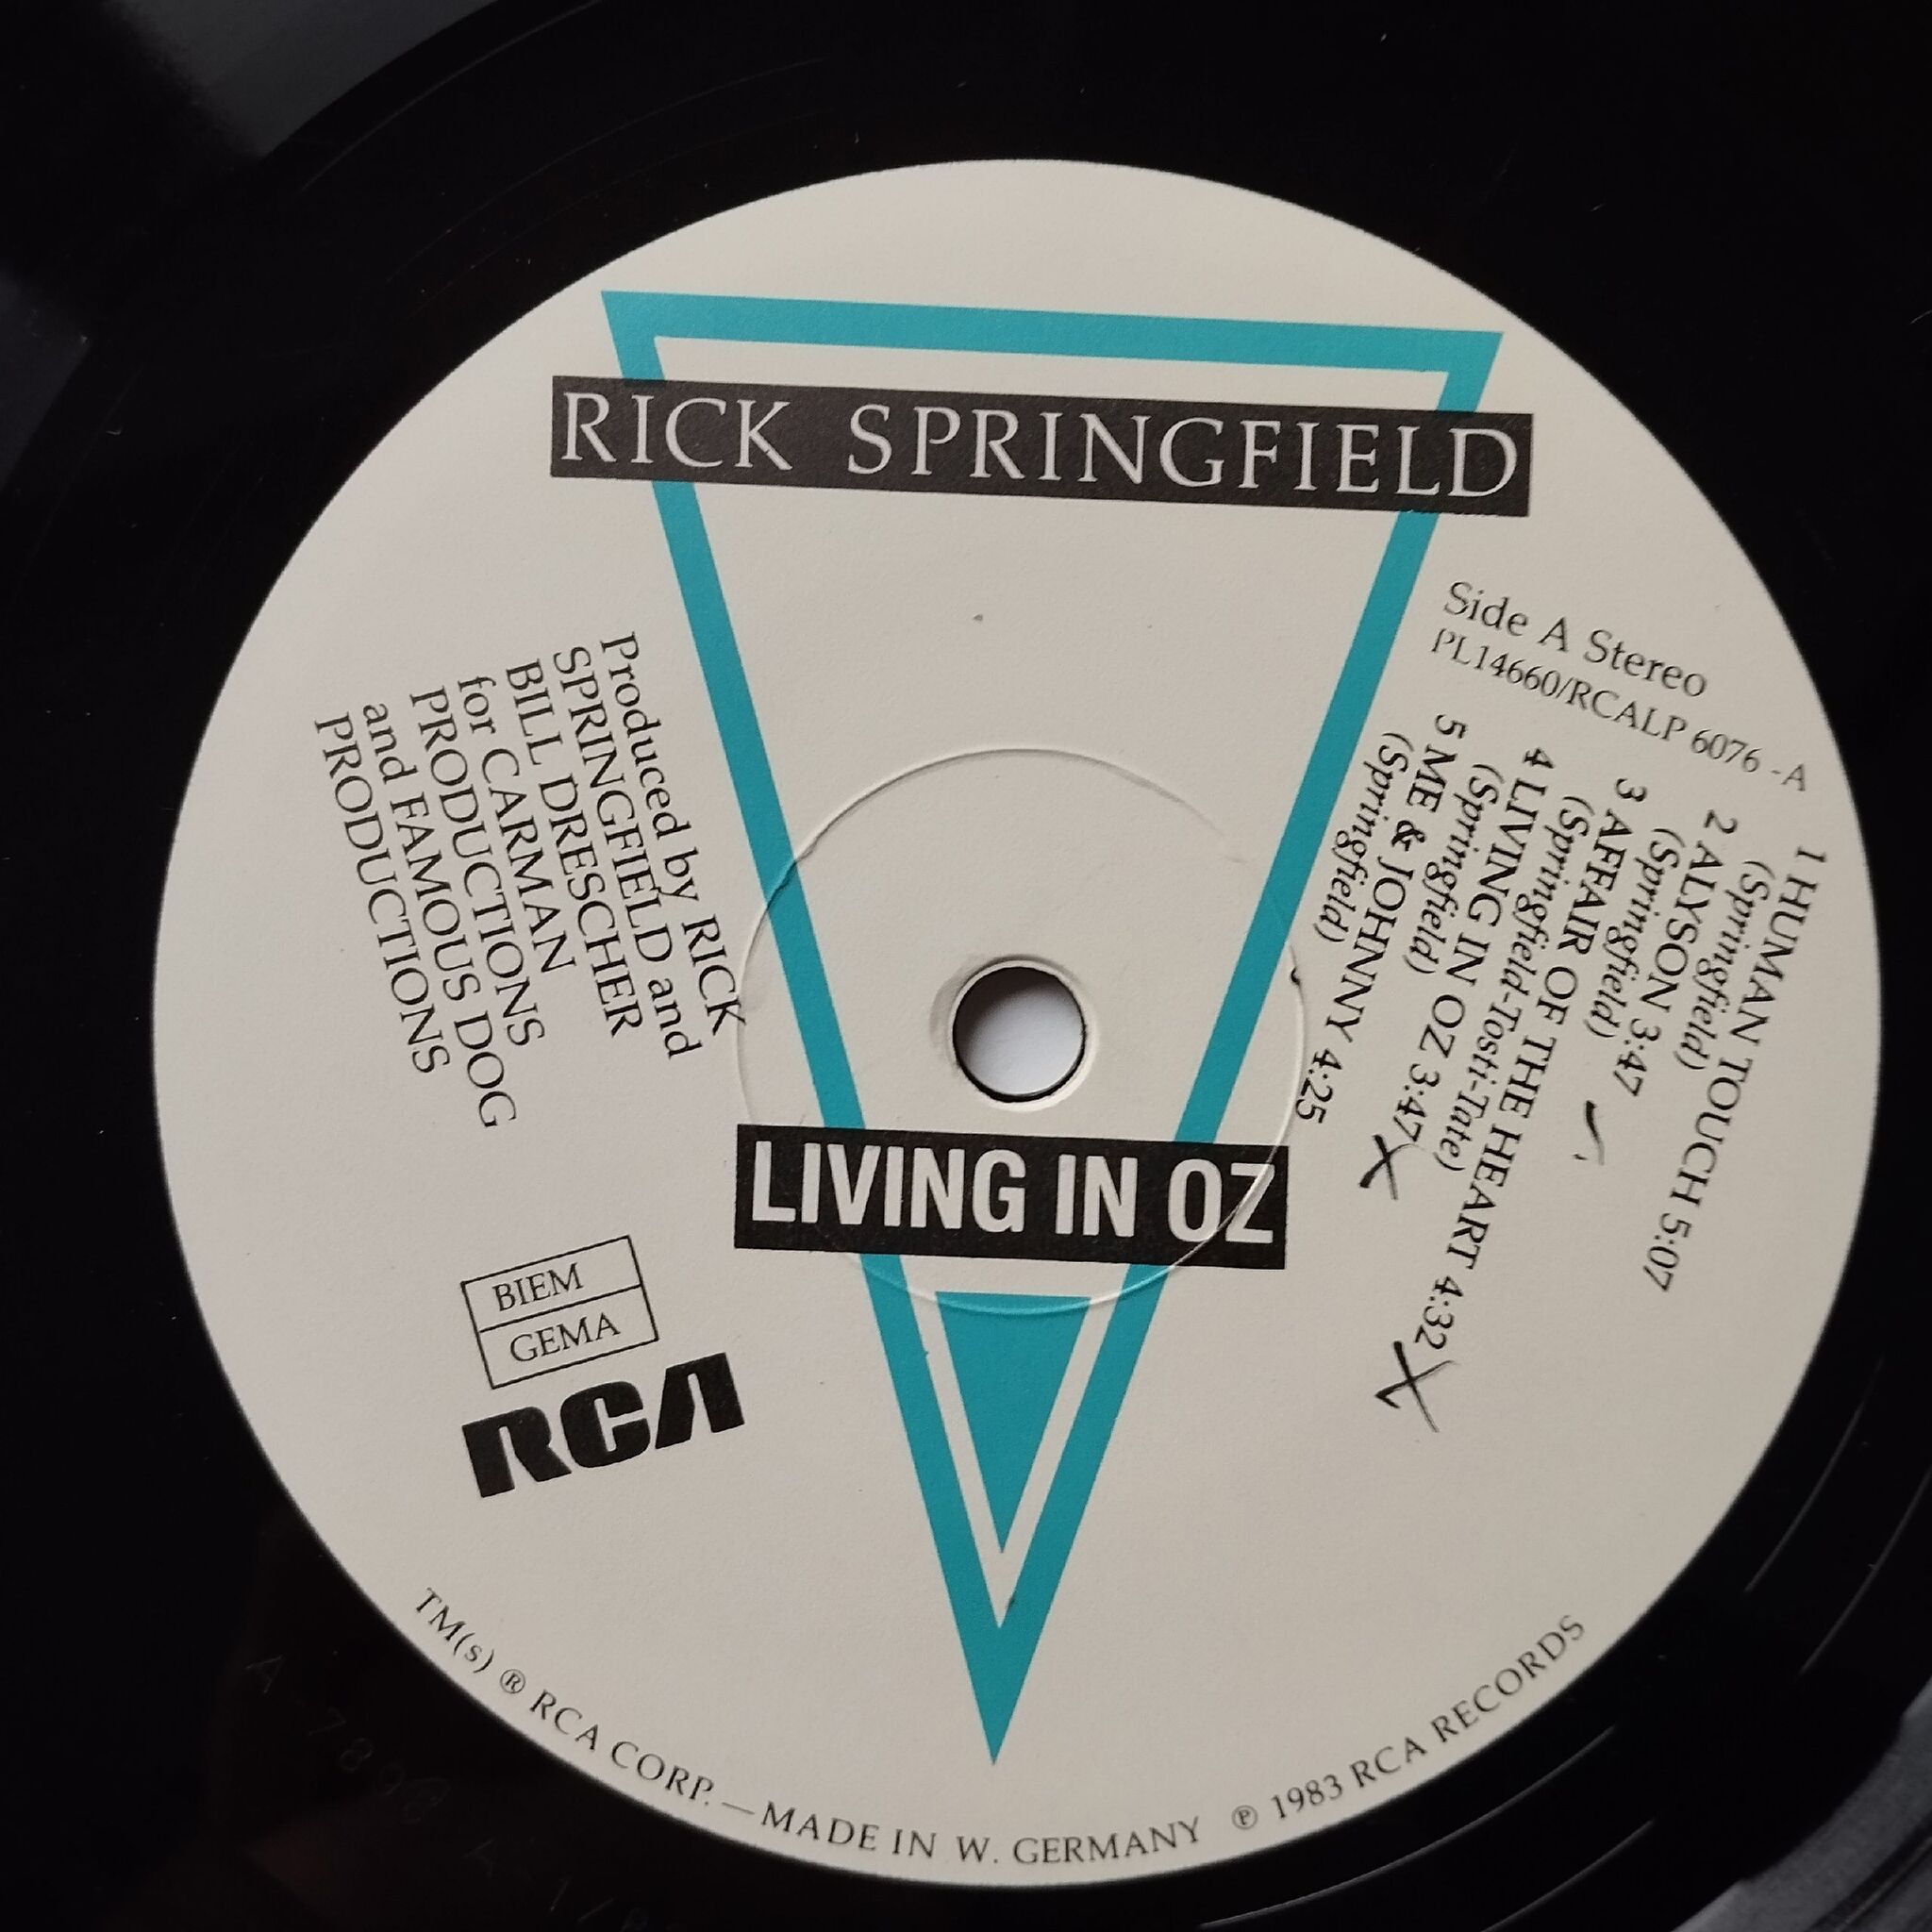 RICK SPRINGFIELD
Side A Stereo
PL14660/RCALP 6076 - A
1 HUMAN TOUCH 5:07
(Springfield)
2 ALYSON 3:47
(Springfield)
3 AFFAIR OF THE HEART 4:32 X
(Springfield-Tosti-Tate)
4 LIVING IN OZ 3:47 X
(Springfield)
5 ME & JOHNNY 4:25
(Springfield)
Produced by RICK
SPRINGFIELD and
BILL DRESCHER
for CARMAN
PRODUCTIONS
and FAMOUS DOG
PRODUCTIONS
LIVING IN OZ
BIEM
GEMA
RCA
TM(s) ® RCA CORP. — MADE IN W. GERMANY ℗ 1983 RCA RECORDS